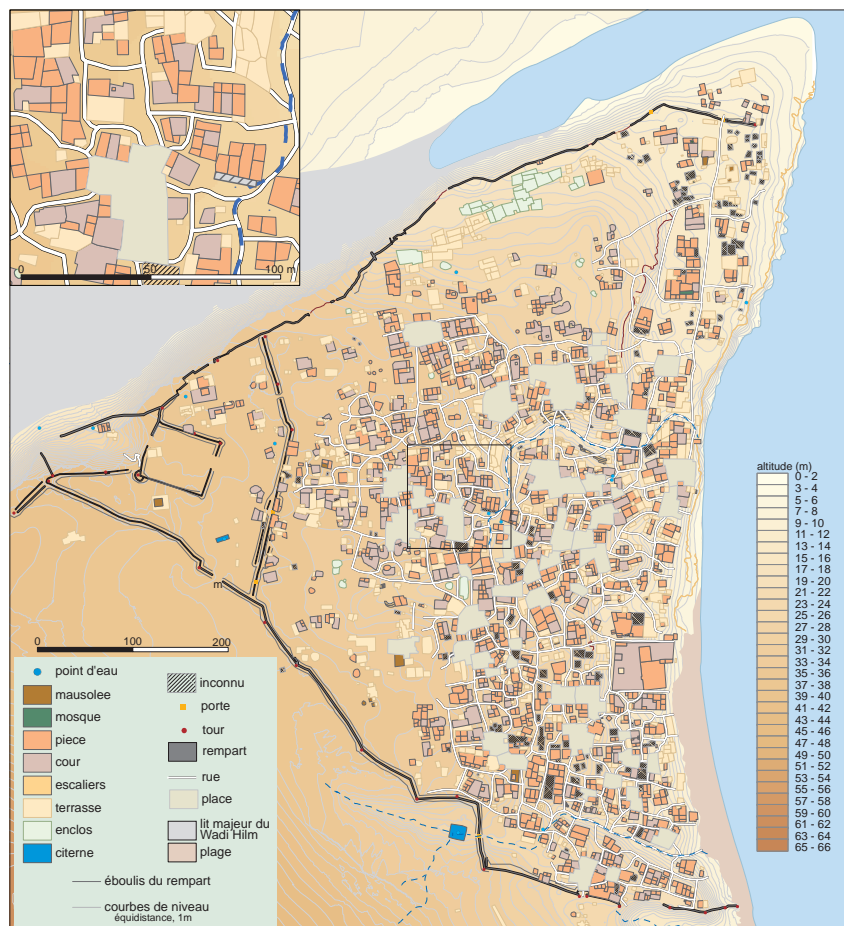 0
50
100 m
altitude (m)
0 - 2
3 - 4
5 - 6
7 - 8
9 - 10
11 - 12
13 - 14
15 - 16
17 - 18
19 - 20
21 - 22
23 - 24
25 - 26
27 - 28
29 - 30
31 - 32
33 - 34
35 - 36
37 - 38
39 - 40
41 - 42
43 - 44
45 - 46
47 - 48
49 - 50
51 - 52
53 - 54
55 - 56
57 - 58
59 - 60
61 - 62
63 - 64
65 - 66
m
0
100
200
point d'eau
mausolee
mosque
piece
cour
escaliers
terrasse
enclos
citerne
inconnu
porte
tour
rempart
rue
place
lit majeur du
Wadi Hilm
plage
éboulis du rempart
courbes de niveau
équidistance, 1m